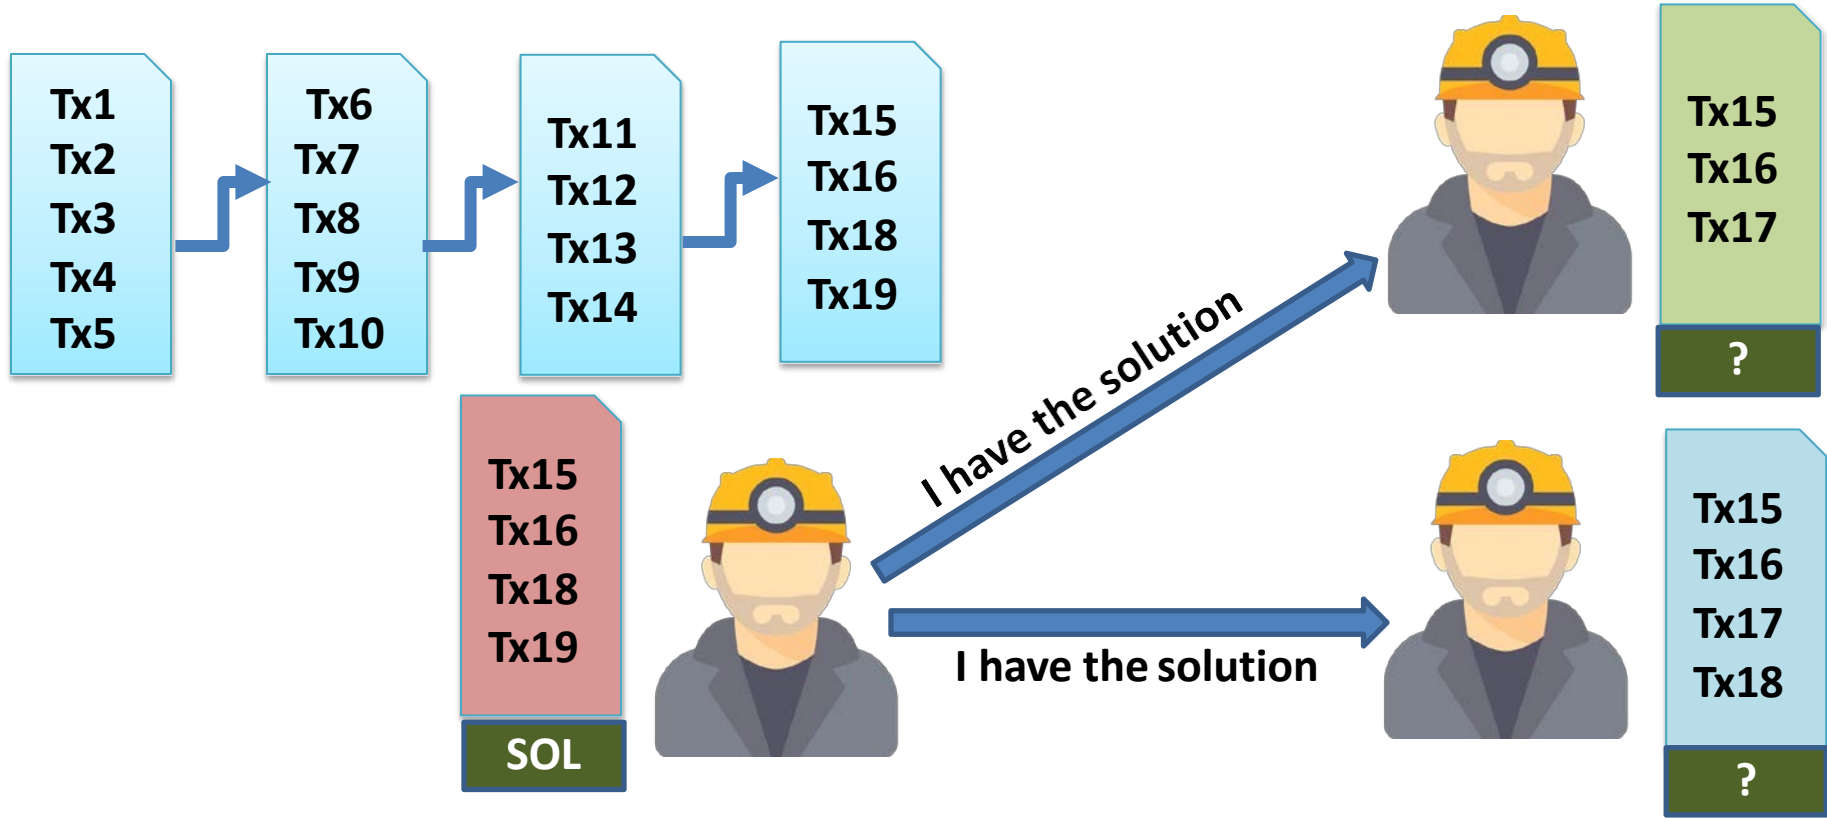 Tx1
Tx2
Tx3
Tx4
Tx5
Tx6
Tx7
Tx8
Tx9
Tx10
Tx11
Tx12
Tx13
Tx14
Tx15
Tx16
Tx18
Tx19
Tx15
Tx16
Tx17
?
I have the solution
Tx15
Tx16
Tx18
Tx19
SOL
I have the solution
Tx15
Tx16
Tx17
Tx18
?